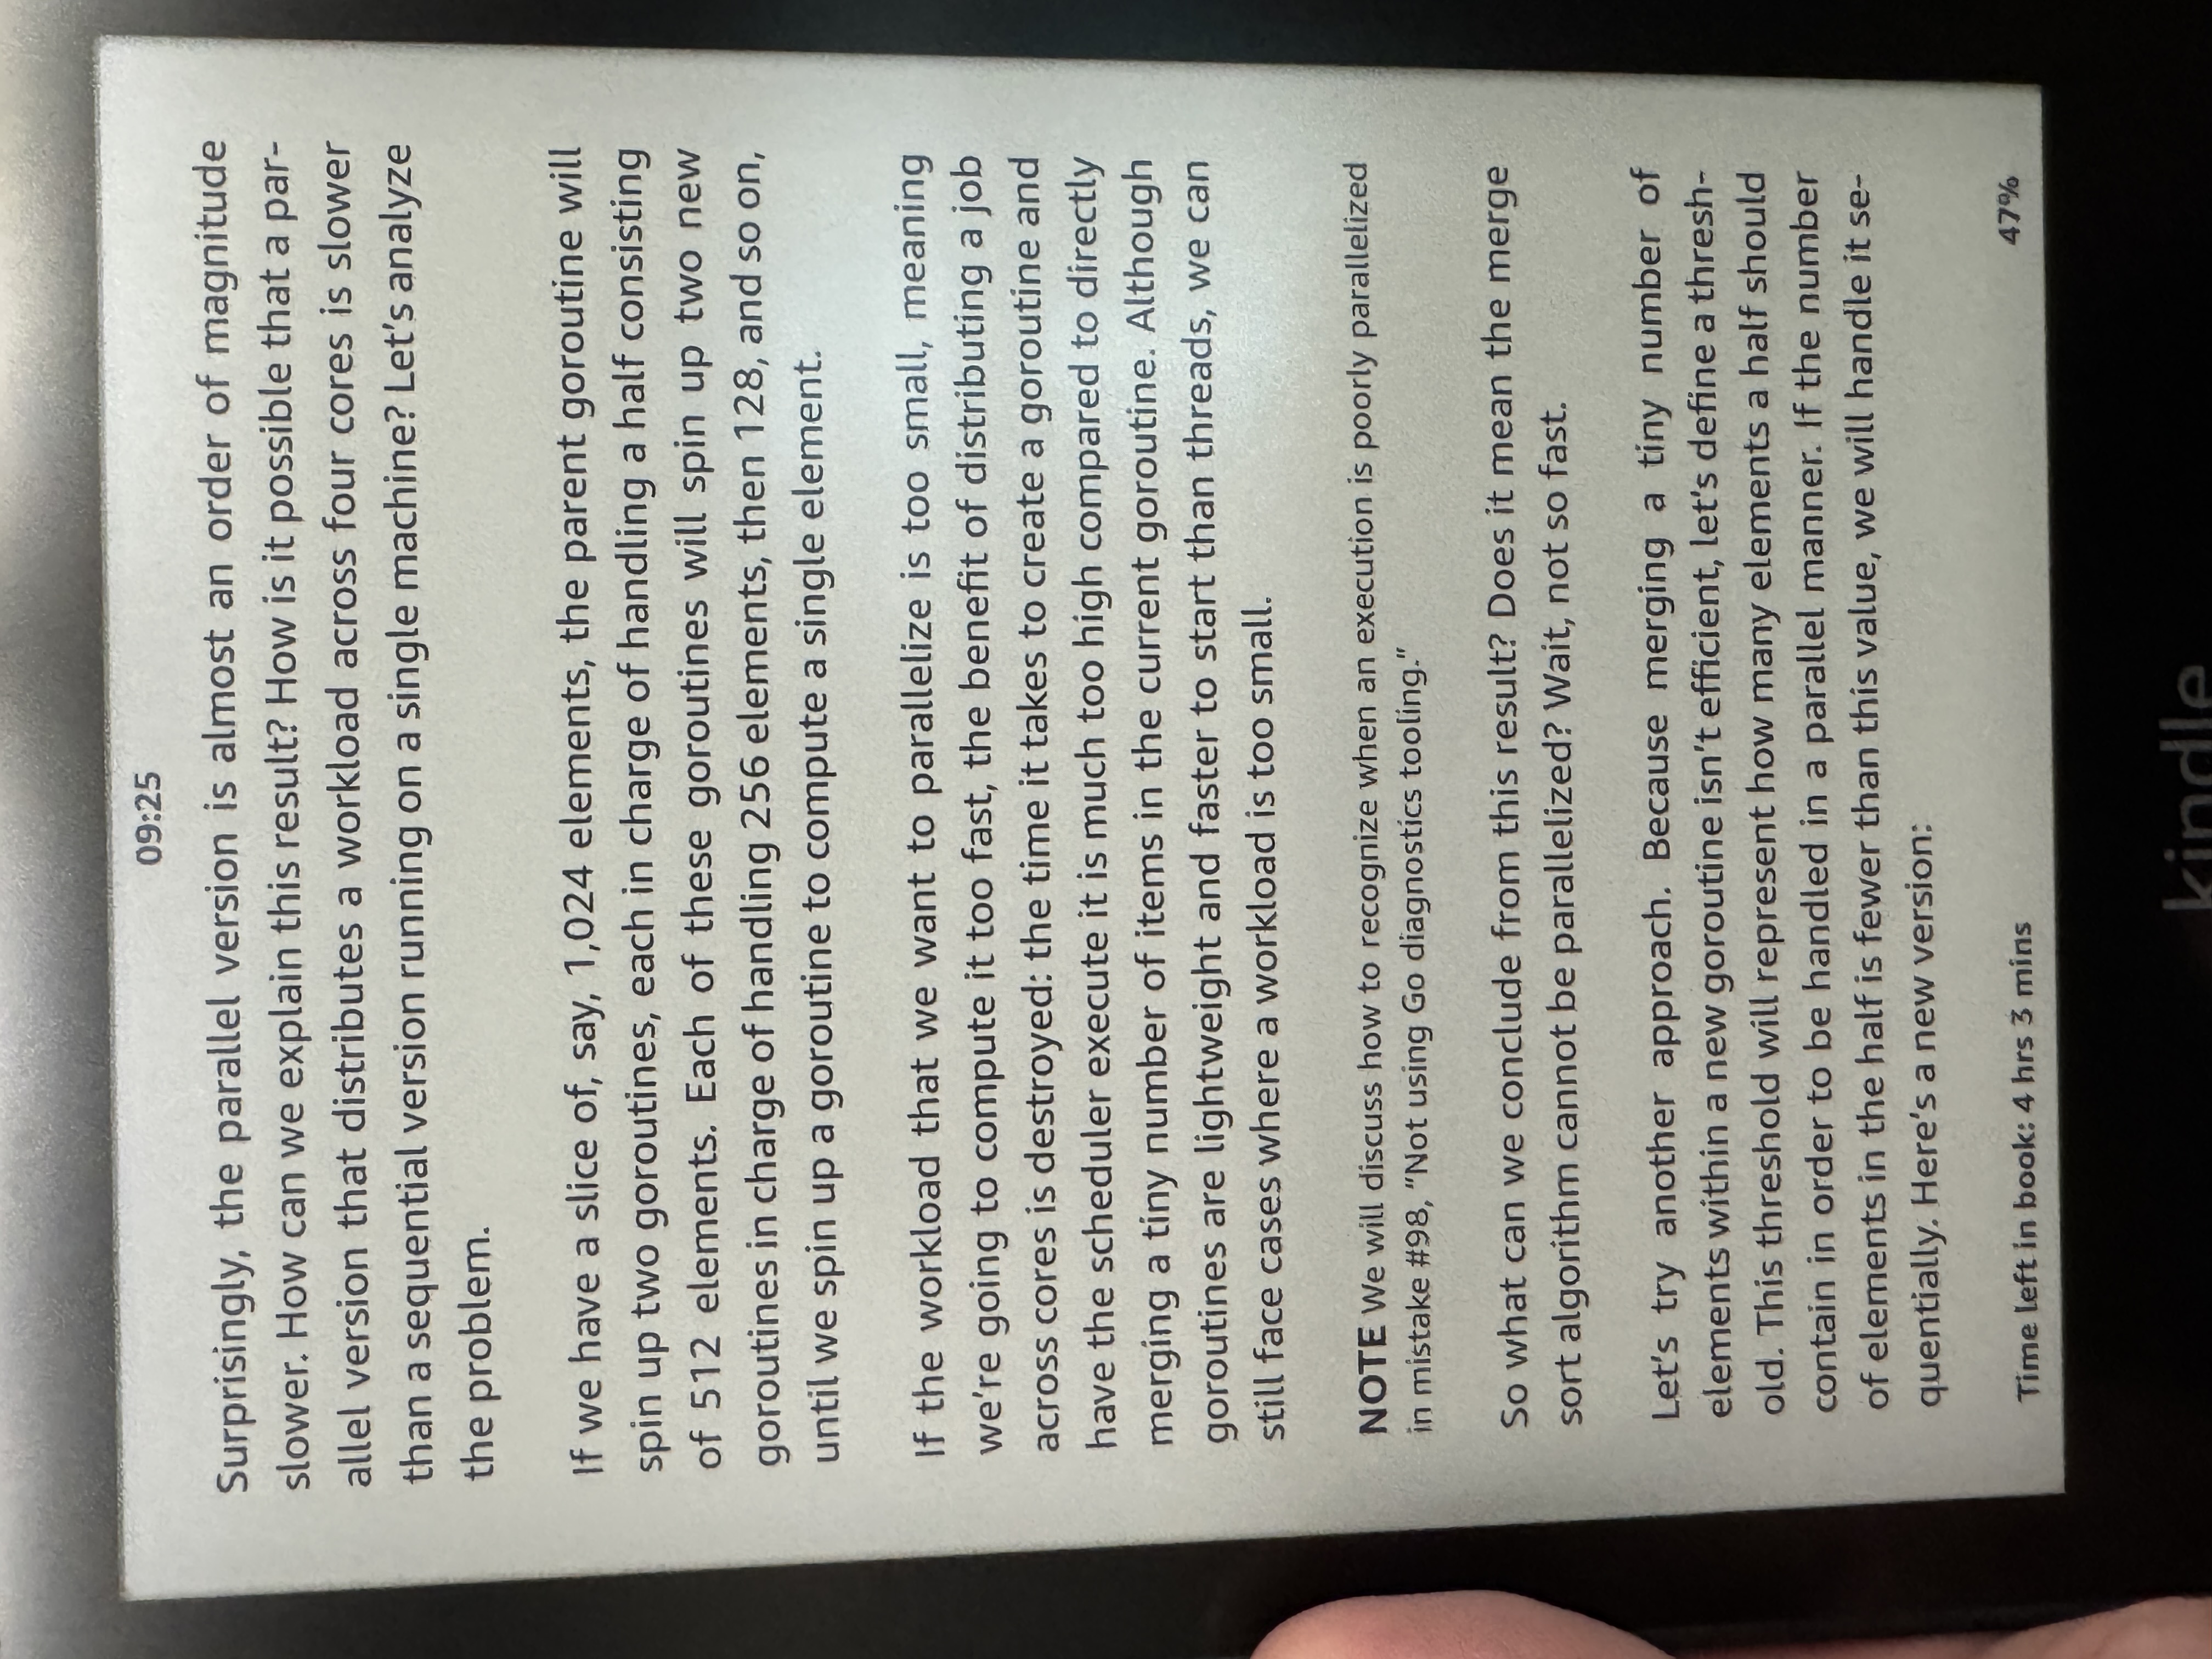 09:25
Surprisingly, the parallel version is almost an order of magnitude
slower. How can we explain this result? How is it possible that a par-
allel version that distributes a workload across four cores is slower
than a sequential version running on a single machine? Let's analyze
the problem.
If we have a slice of, say, 1,024 elements, the parent goroutine will
spin up two goroutines, each in charge of handling a half consisting
of 512 elements. Each of these goroutines will spin up two new
goroutines in charge of handling 256 elements, then 128, and so on,
until we spin up a goroutine to compute a single element.
If the workload that we want to parallelize is too small, meaning
we're going to compute it too fast, the benefit of distributing a job
across cores is destroyed: the time it takes to create a goroutine and
have the scheduler execute it is much too high compared to directly
merging a tiny number of items in the current goroutine. Although
goroutines are lightweight and faster to start than threads, we can
still face cases where a workload is too small.
NOTE We will discuss how to recognize when an execution is poorly parallelized
in mistake #98, “Not using Go diagnostics tooling.”
So what can we conclude from this result? Does it mean the merge
sort algorithm cannot be parallelized? Wait, not so fast.
Let's try another approach. Because merging a tiny number of
elements within a new goroutine isn't efficient, let's define a thresh-
old. This threshold will represent how many elements a half should
contain in order to be handled in a parallel manner. If the number
of elements in the half is fewer than this value, we will handle it se-
quentially. Here's a new version:
Time left in book: 4 hrs 3 mins 47%
kindle